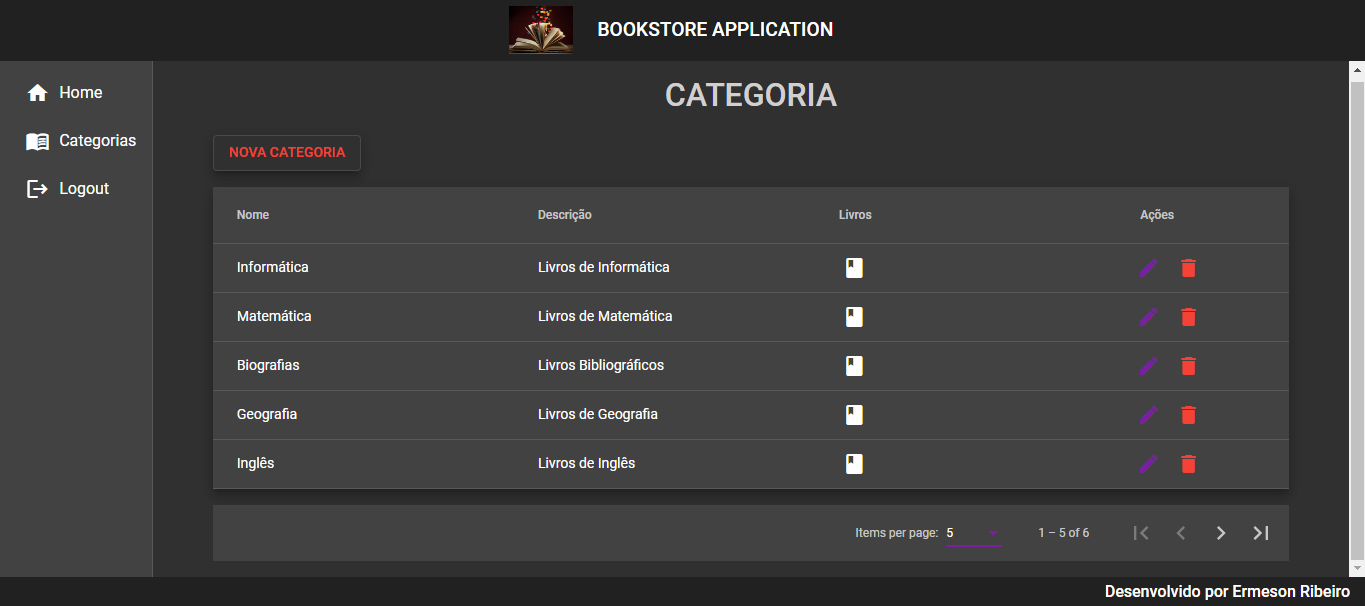 BOOKSTORE APPLICATION
Home
Categorias
Logout
CATEGORIA
NOVA CATEGORIA
Nome Descrição Livros Ações
Informática Livros de Informática
Matemática Livros de Matemática
Biografias Livros Bibliográficos
Geografia Livros de Geografia
Inglês Livros de Inglês
Items per page: 5 1 – 5 of 6
Desenvolvido por Ermeson Ribeiro